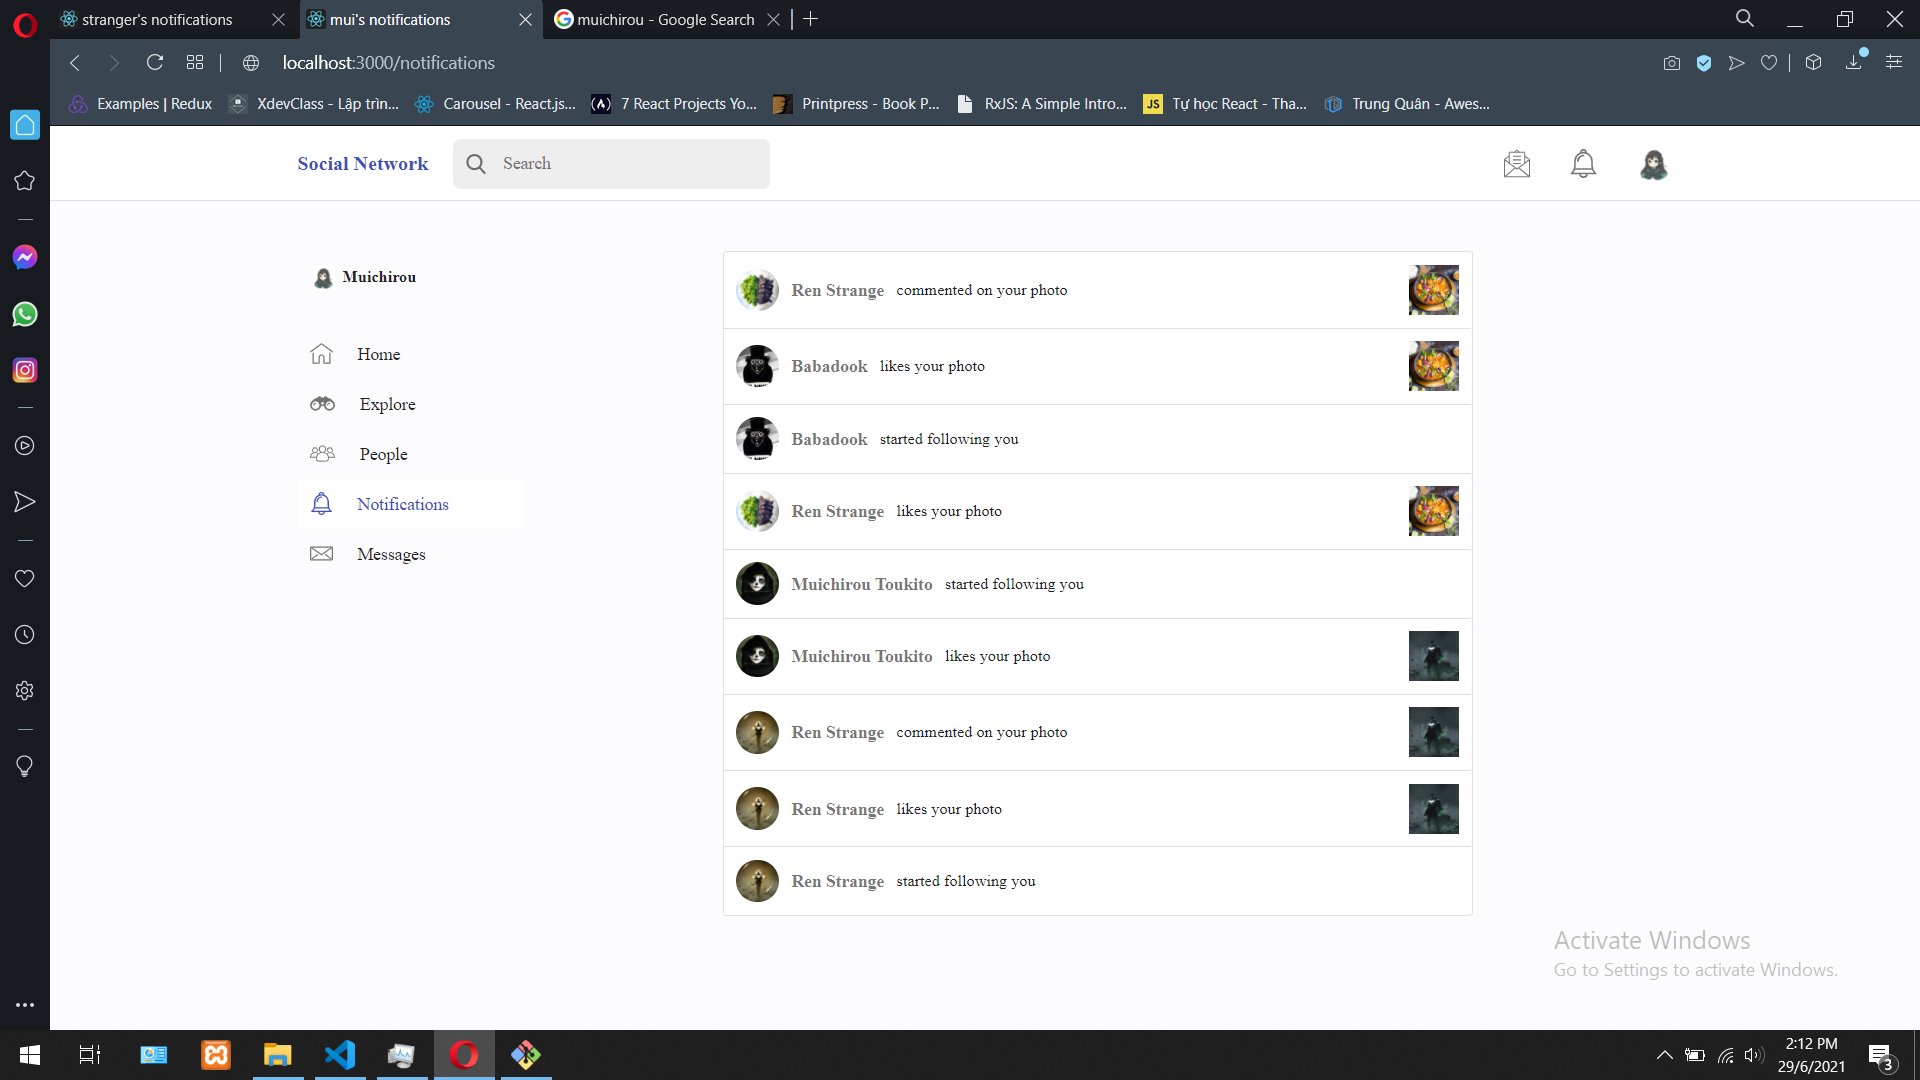 stranger's notifications
mui's notifications
muichirou - Google Search
localhost:3000/notifications
Examples | Redux
XdevClass - Lập trìn...
Carousel - React.js...
7 React Projects Yo...
Printpress - Book P...
RxJS: A Simple Intro...
JS
Tự học React - Tha...
Trung Quân - Awes...
Social Network
Search
Muichirou
Home
Explore
People
Notifications
Messages
Ren Strange commented on your photo
Babadook likes your photo
Babadook started following you
Ren Strange likes your photo
Muichirou Toukito started following you
Muichirou Toukito likes your photo
Ren Strange commented on your photo
Ren Strange likes your photo
Ren Strange started following you
Activate Windows
Go to Settings to activate Windows.
2:12 PM
29/6/2021
3